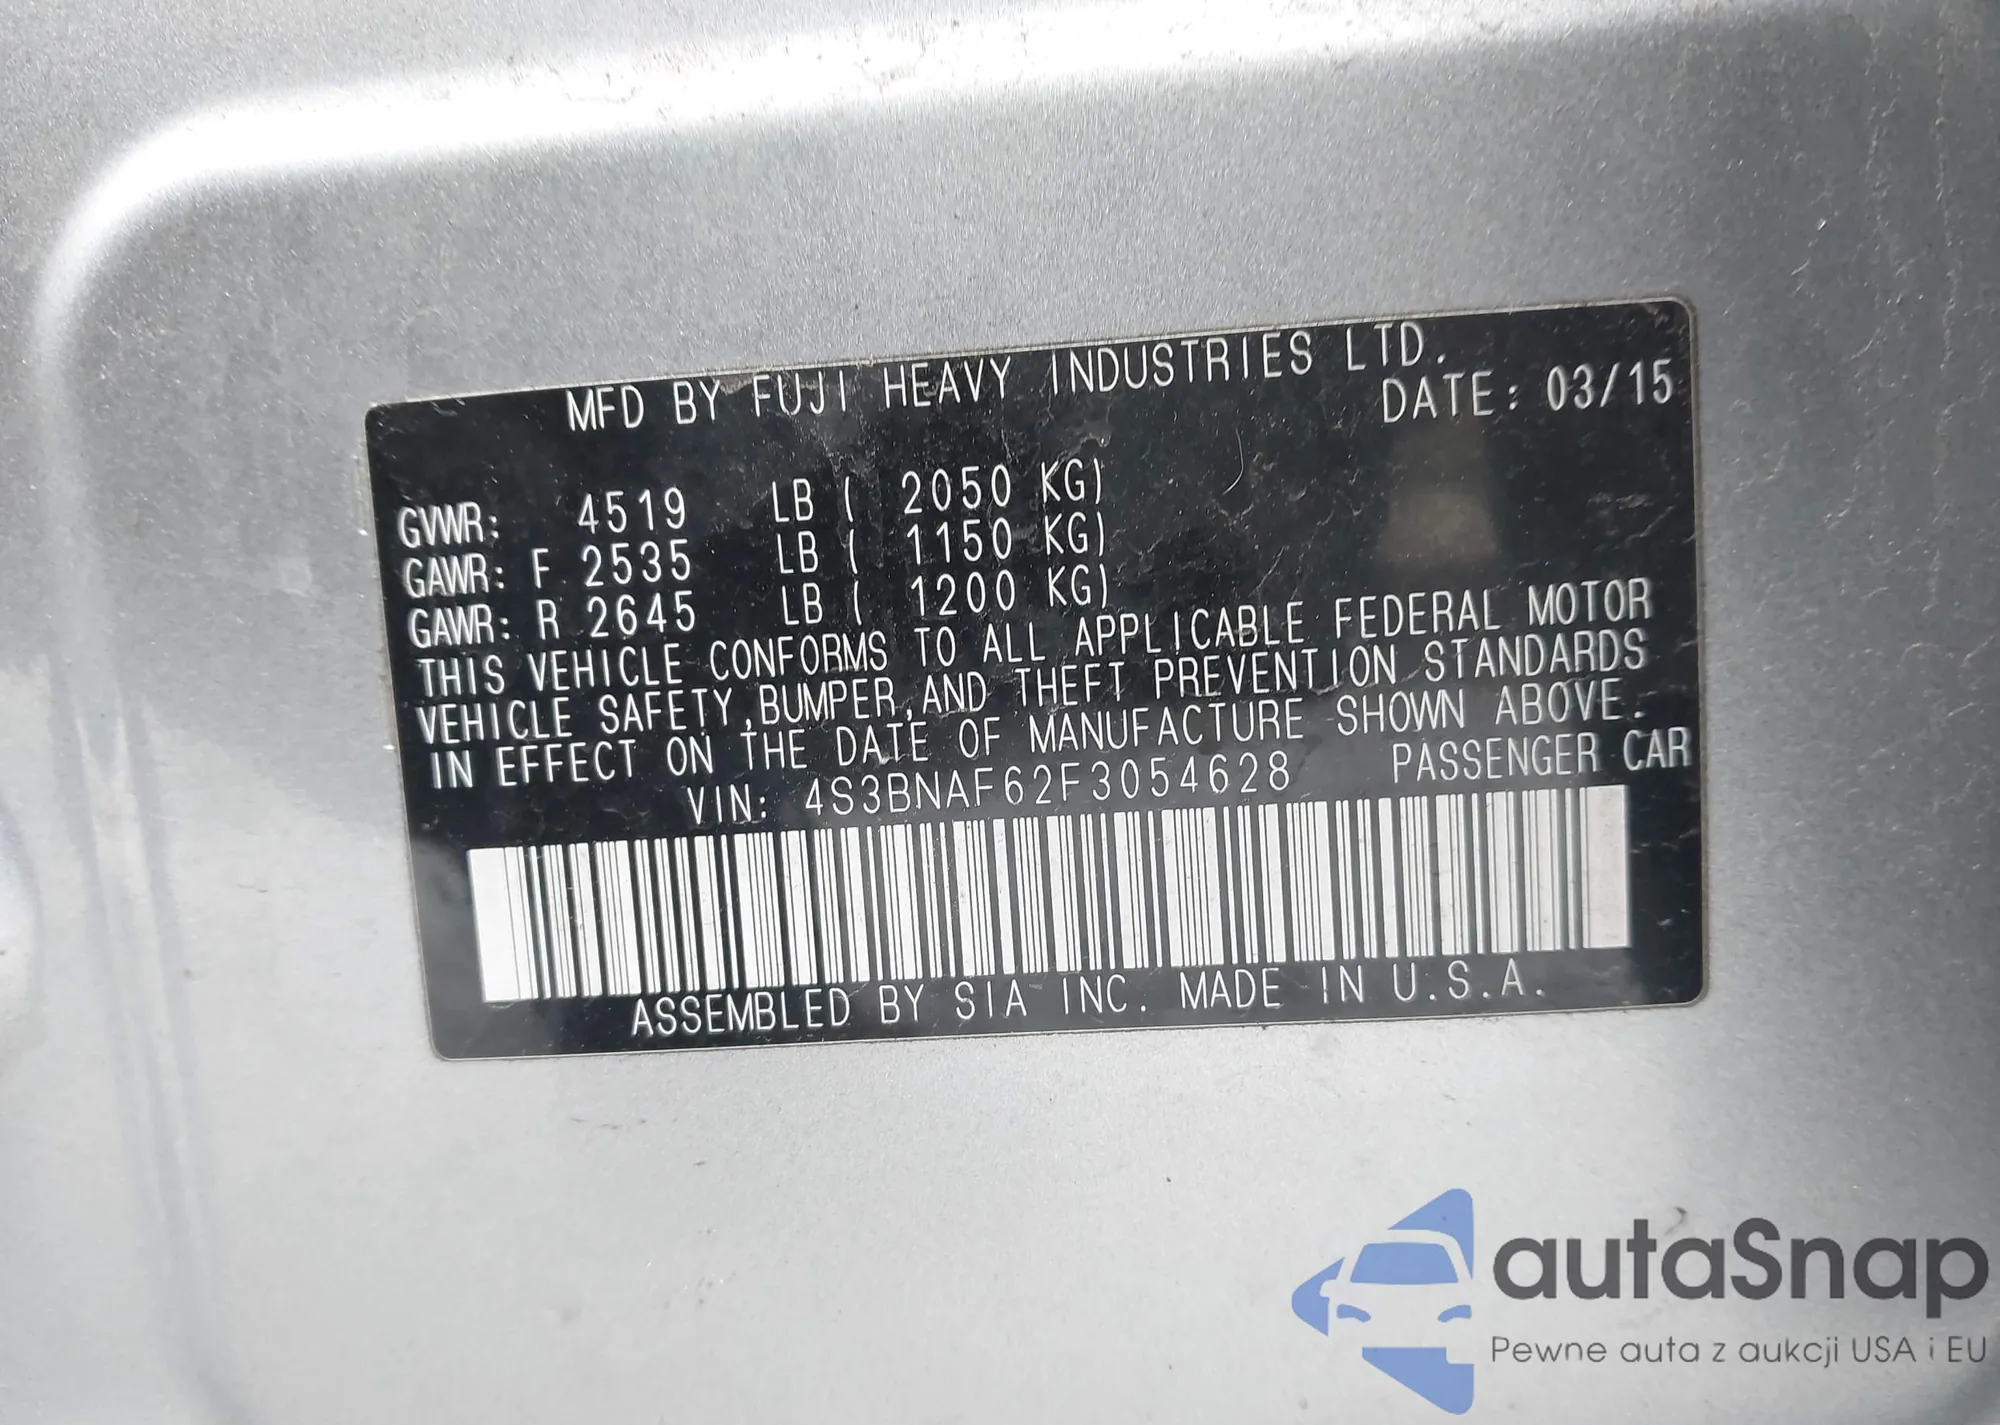 MFD BY FUJI HEAVY INDUSTRIES LTD.
DATE: 03/15
GVWR: 4519 LB ( 2050 KG)
GAWR: F 2535 LB ( 1150 KG)
GAWR: R 2645 LB ( 1200 KG)
THIS VEHICLE CONFORMS TO ALL APPLICABLE FEDERAL MOTOR
VEHICLE SAFETY,BUMPER,AND THEFT PREVENTION STANDARDS
IN EFFECT ON THE DATE OF MANUFACTURE SHOWN ABOVE.
VIN: 4S3BNAF62F3054628 PASSENGER CAR
ASSEMBLED BY SIA INC. MADE IN U.S.A.
autaSnap
Pewne auta z aukcji USA i EU